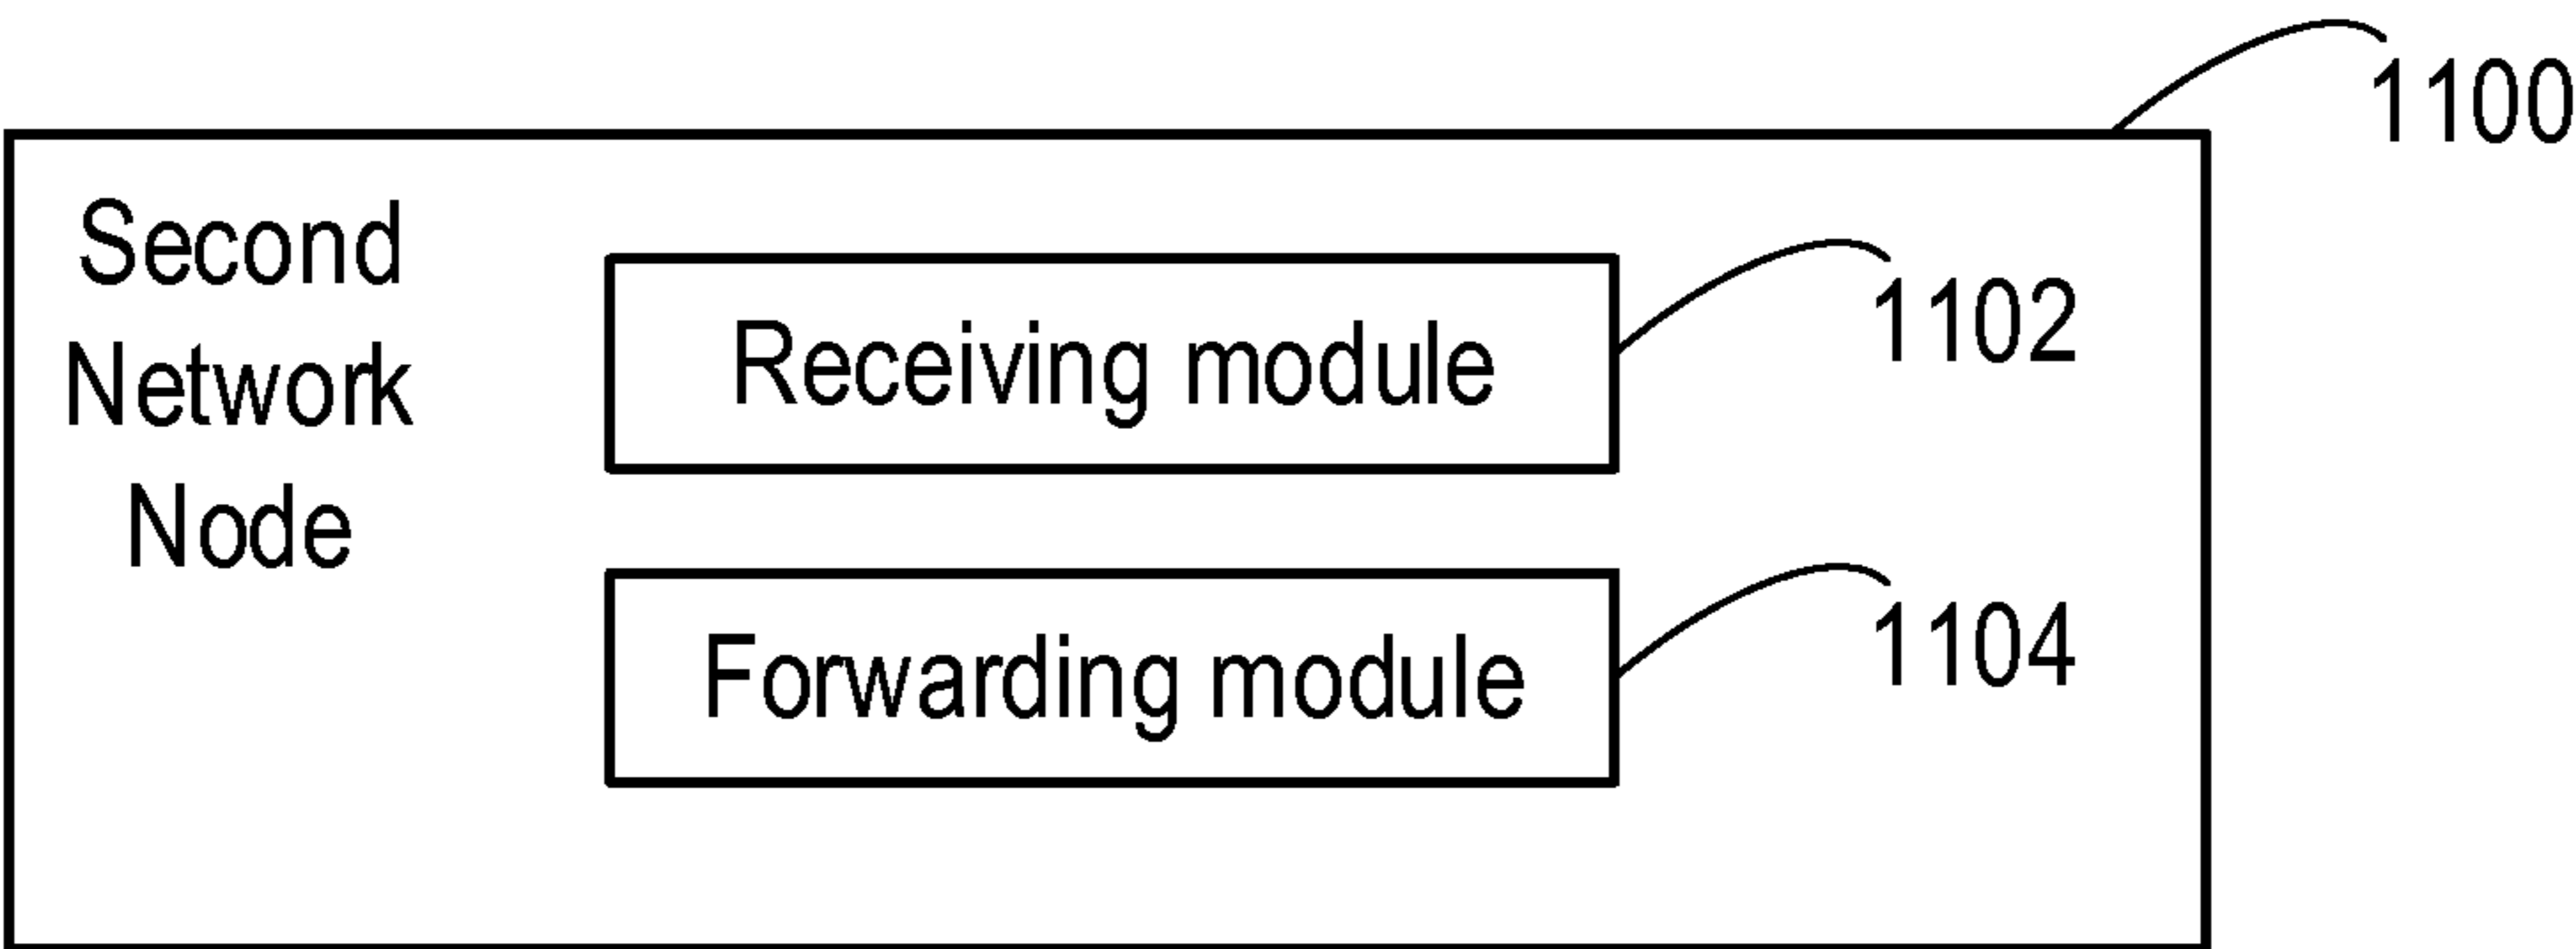 1100
Second
Network
Node
Receiving module
1102
Forwarding module
1104